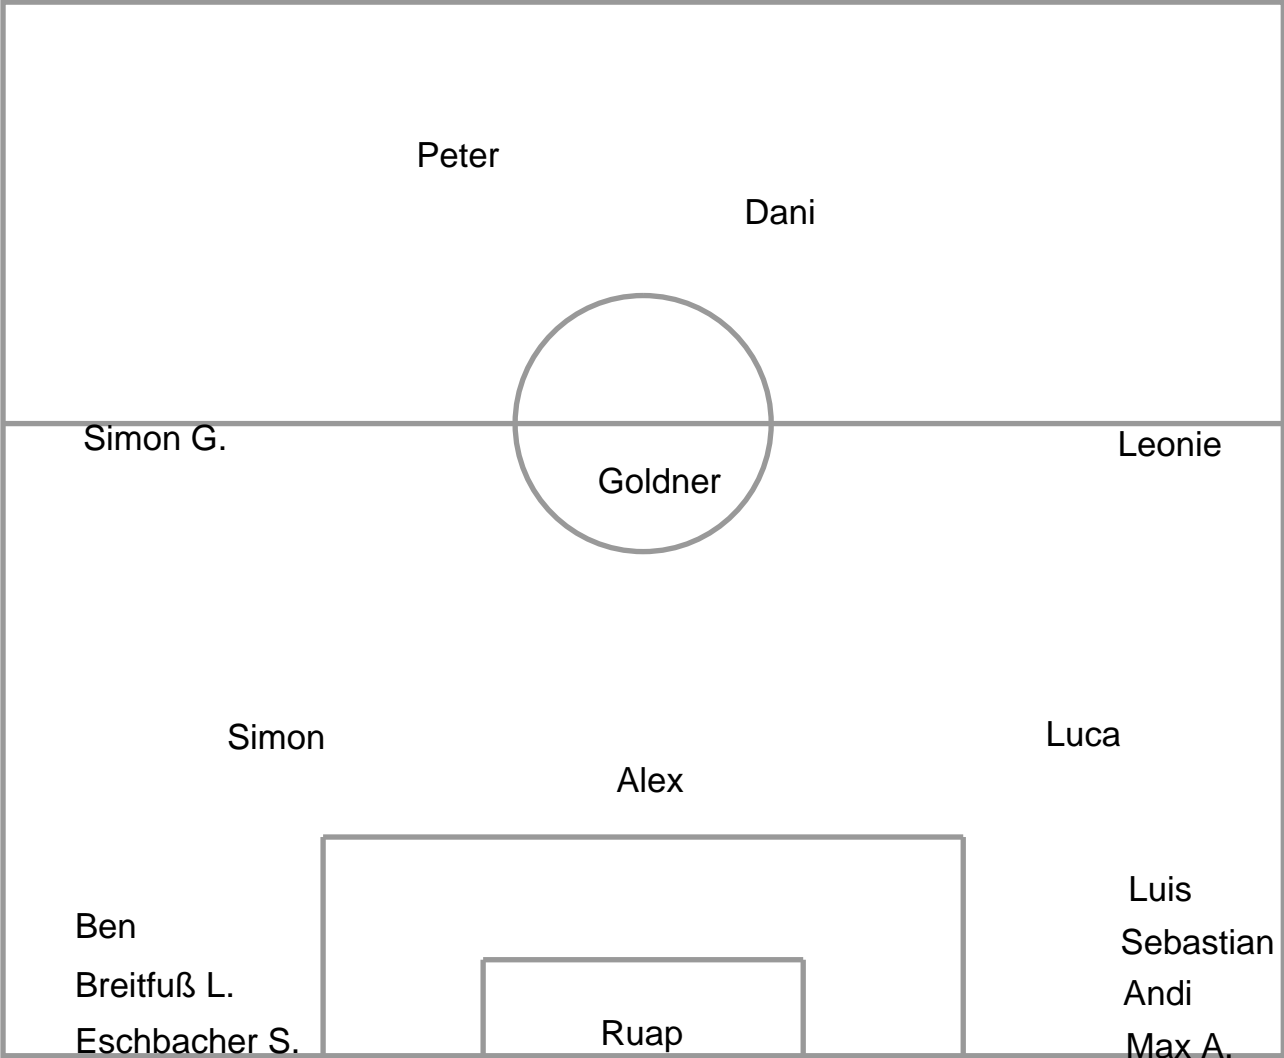 Peter
Dani
Simon G.
Leonie
Goldner
Simon
Luca
Alex
Luis
Ben
Sebastian
Breitfuß L.
Andi
Ruap
Eschbacher S.
Max A.